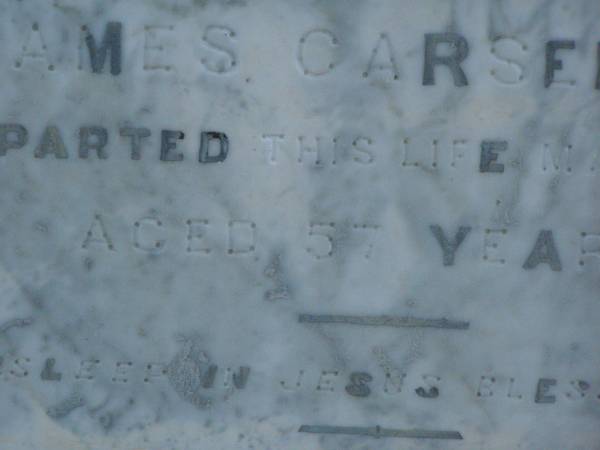 AMES CARSE
PARTED THIS LIFE M
AGED 57 YEAR
SLEEP IN JESUS BLES